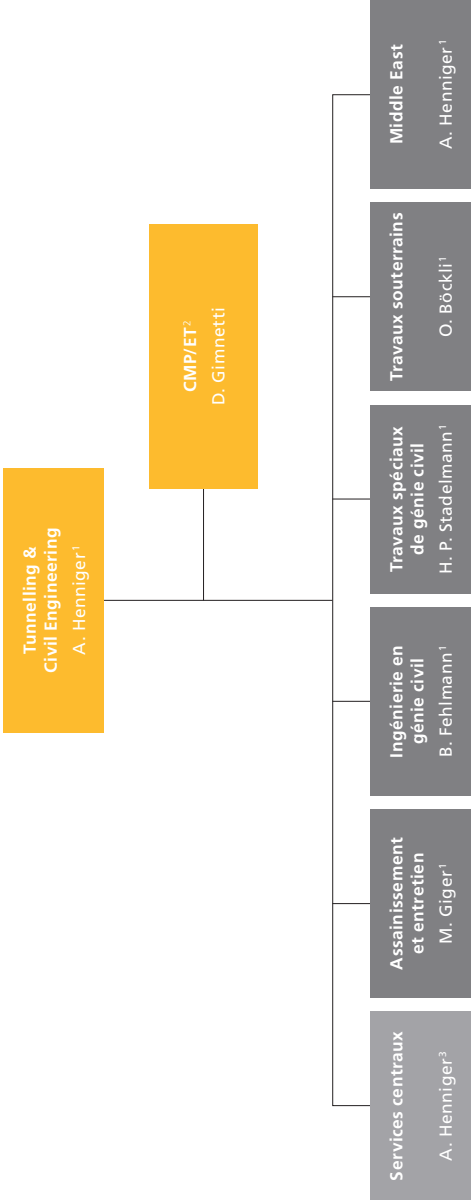 Tunnelling &
Civil Engineering
A. Henniger¹
CMP/ET²
D. Gimnetti
Services centraux
A. Henniger³
Assainissement
et entretien
M. Giger¹
Ingénierie en
génie civil
B. Fehlmann¹
Travaux spéciaux
de génie civil
H. P. Stadelmann¹
Travaux souterrains
O. Böckli¹
Middle East
A. Henniger¹